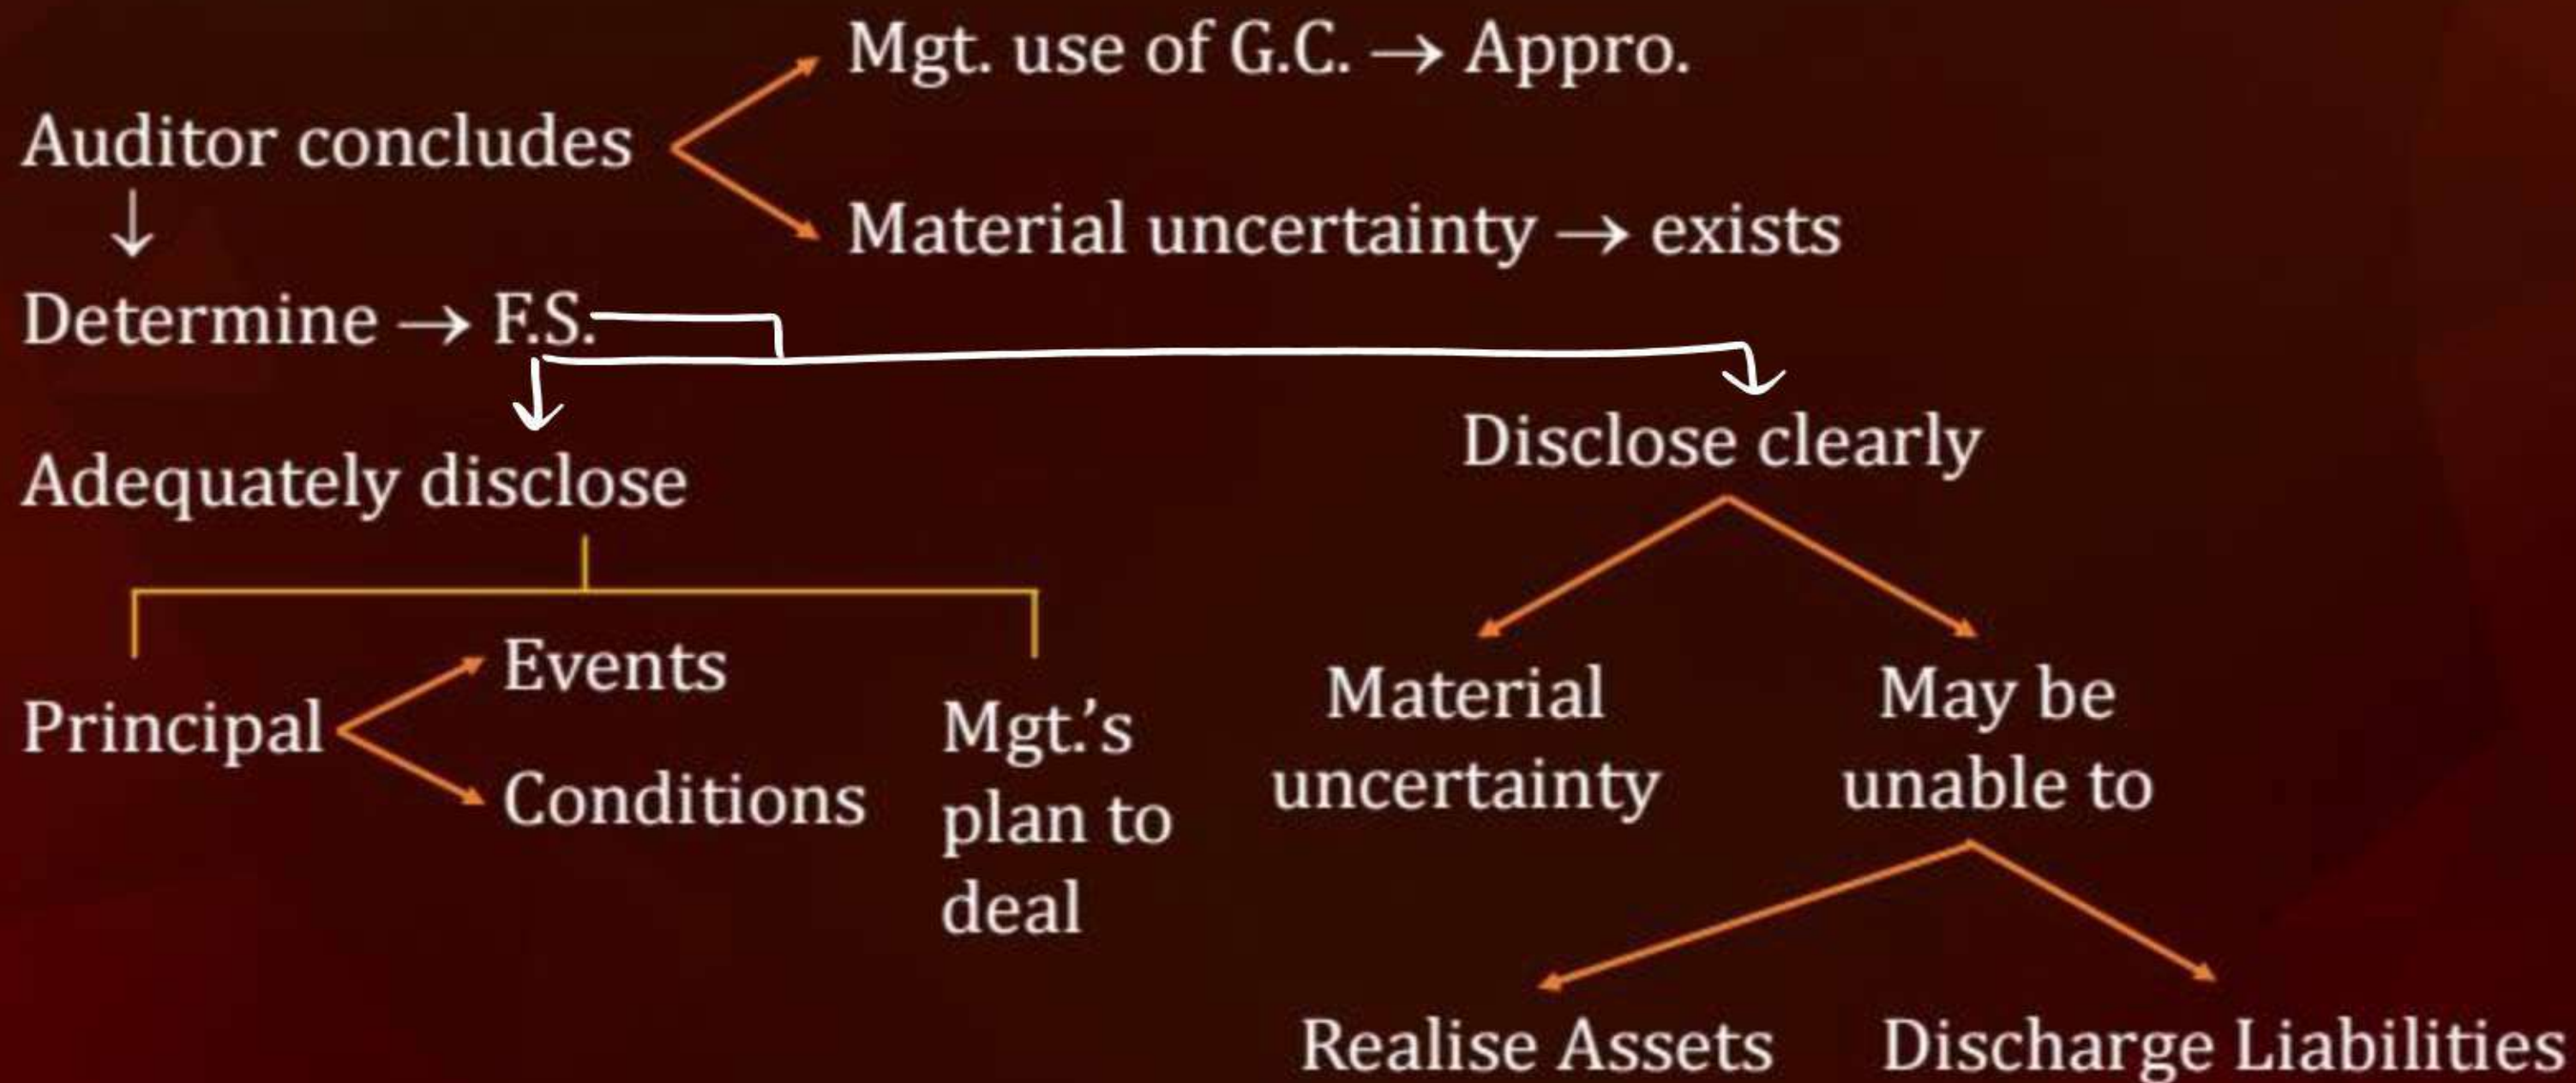 Mgt. use of G.C. → Appro.
Auditor concludes
Material uncertainty → exists
Determine → F.S.
Adequately disclose
Disclose clearly
Principal
Events
Conditions
Mgt.’s
plan to
deal
Material
uncertainty
May be
unable to
Realise Assets
Discharge Liabilities